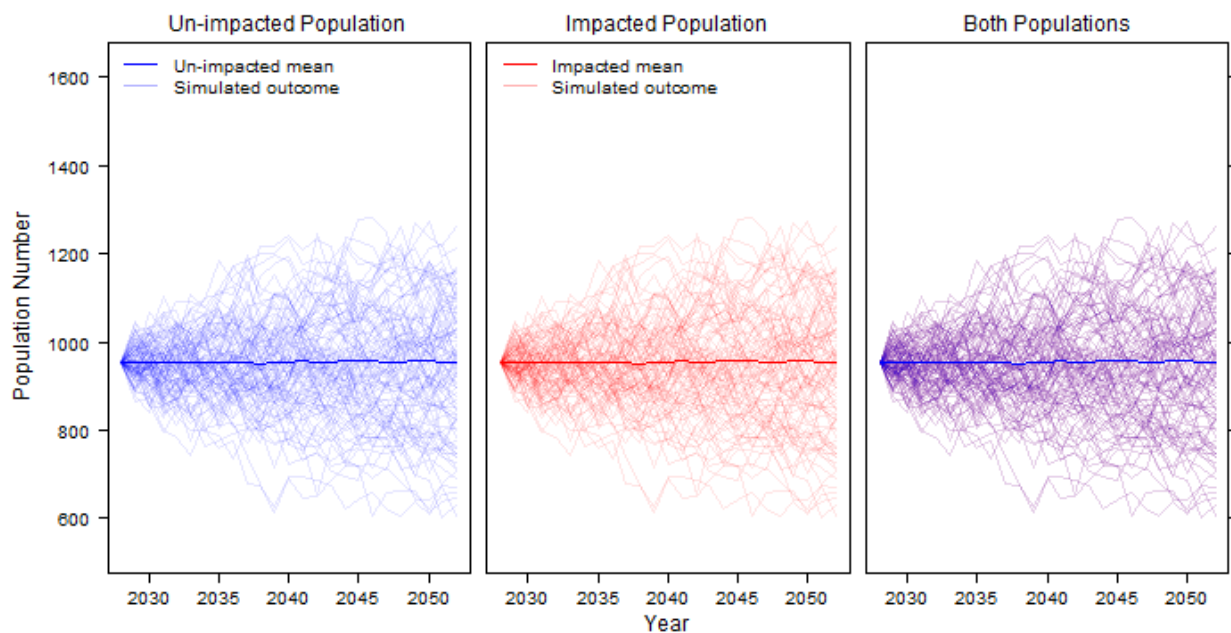 Un-impacted Population
Impacted Population
Both Populations
Un-impacted mean
Simulated outcome
Impacted mean
Simulated outcome
Population Number
1600
1400
1200
1000
800
600
2030 2035 2040 2045 2050
2030 2035 2040 2045 2050
2030 2035 2040 2045 2050
Year